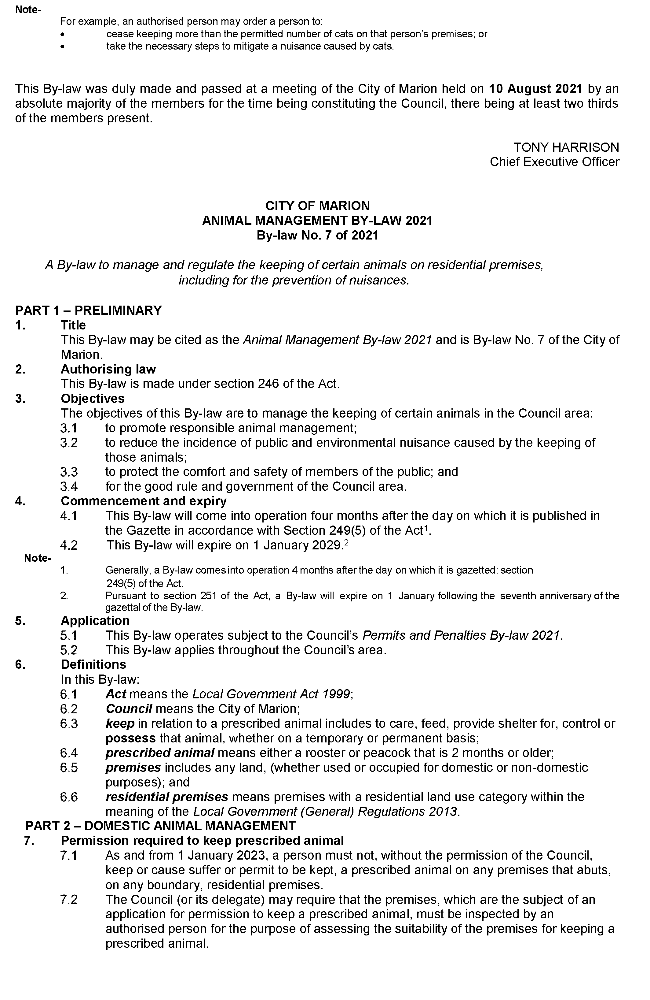 Note-
For example, an authorised person may order a person to:
• cease keeping more than the permitted number of cats on that person's premises; or
• take the necessary steps to mitigate a nuisance caused by cats.
This By-law was duly made and passed at a meeting of the City of Marion held on 10 August 2021 by an
absolute majority of the members for the time being constituting the Council, there being at least two thirds
of the members present.
TONY HARRISON
Chief Executive Officer
CITY OF MARION
ANIMAL MANAGEMENT BY-LAW 2021
By-law No. 7 of 2021
A By-law to manage and regulate the keeping of certain animals on residential premises,
including for the prevention of nuisances.
PART 1 – PRELIMINARY
1. Title
This By-law may be cited as the Animal Management By-law 2021 and is By-law No. 7 of the City of
Marion.
2. Authorising law
This By-law is made under section 246 of the Act.
3. Objectives
The objectives of this By-law are to manage the keeping of certain animals in the Council area:
3.1 to promote responsible animal management;
3.2 to reduce the incidence of public and environmental nuisance caused by the keeping of
those animals;
3.3 to protect the comfort and safety of members of the public; and
3.4 for the good rule and government of the Council area.
4. Commencement and expiry
4.1 This By-law will come into operation four months after the day on which it is published in
the Gazette in accordance with Section 249(5) of the Act¹.
4.2 This By-law will expire on 1 January 2029.²
Note-
1. Generally, a By-law comes into operation 4 months after the day on which it is gazetted: section
249(5) of the Act.
2. Pursuant to section 251 of the Act, a By-law will expire on 1 January following the seventh anniversary of the
gazettal of the By-law.
5. Application
5.1 This By-law operates subject to the Council's Permits and Penalties By-law 2021.
5.2 This By-law applies throughout the Council's area.
6. Definitions
In this By-law:
6.1 Act means the Local Government Act 1999;
6.2 Council means the City of Marion;
6.3 keep in relation to a prescribed animal includes to care, feed, provide shelter for, control or
possess that animal, whether on a temporary or permanent basis;
6.4 prescribed animal means either a rooster or peacock that is 2 months or older;
6.5 premises includes any land, (whether used or occupied for domestic or non-domestic
purposes); and
6.6 residential premises means premises with a residential land use category within the
meaning of the Local Government (General) Regulations 2013.
PART 2 – DOMESTIC ANIMAL MANAGEMENT
7. Permission required to keep prescribed animal
7.1 As and from 1 January 2023, a person must not, without the permission of the Council,
keep or cause suffer or permit to be kept, a prescribed animal on any premises that abuts,
on any boundary, residential premises.
7.2 The Council (or its delegate) may require that the premises, which are the subject of an
application for permission to keep a prescribed animal, must be inspected by an
authorised person for the purpose of assessing the suitability of the premises for keeping a
prescribed animal.